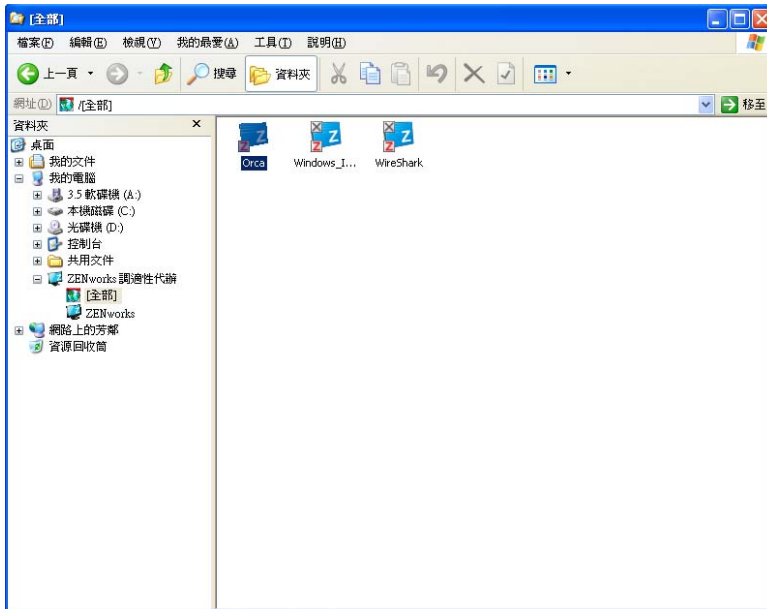 [全部]
檔案(F) 編輯(E) 檢視(V) 我的最愛(A) 工具(T) 說明(H)
上一頁 搜尋 資料夾
網址(D) /[全部] 移至
資料夾
桌面
我的文件
我的電腦
3.5 軟碟機 (A:)
本機磁碟 (C:)
光碟機 (D:)
控制台
共用文件
ZENworks 調適性代辦
[全部]
ZENworks
網路上的芳鄰
資源回收筒
Orca Windows_I... WireShark